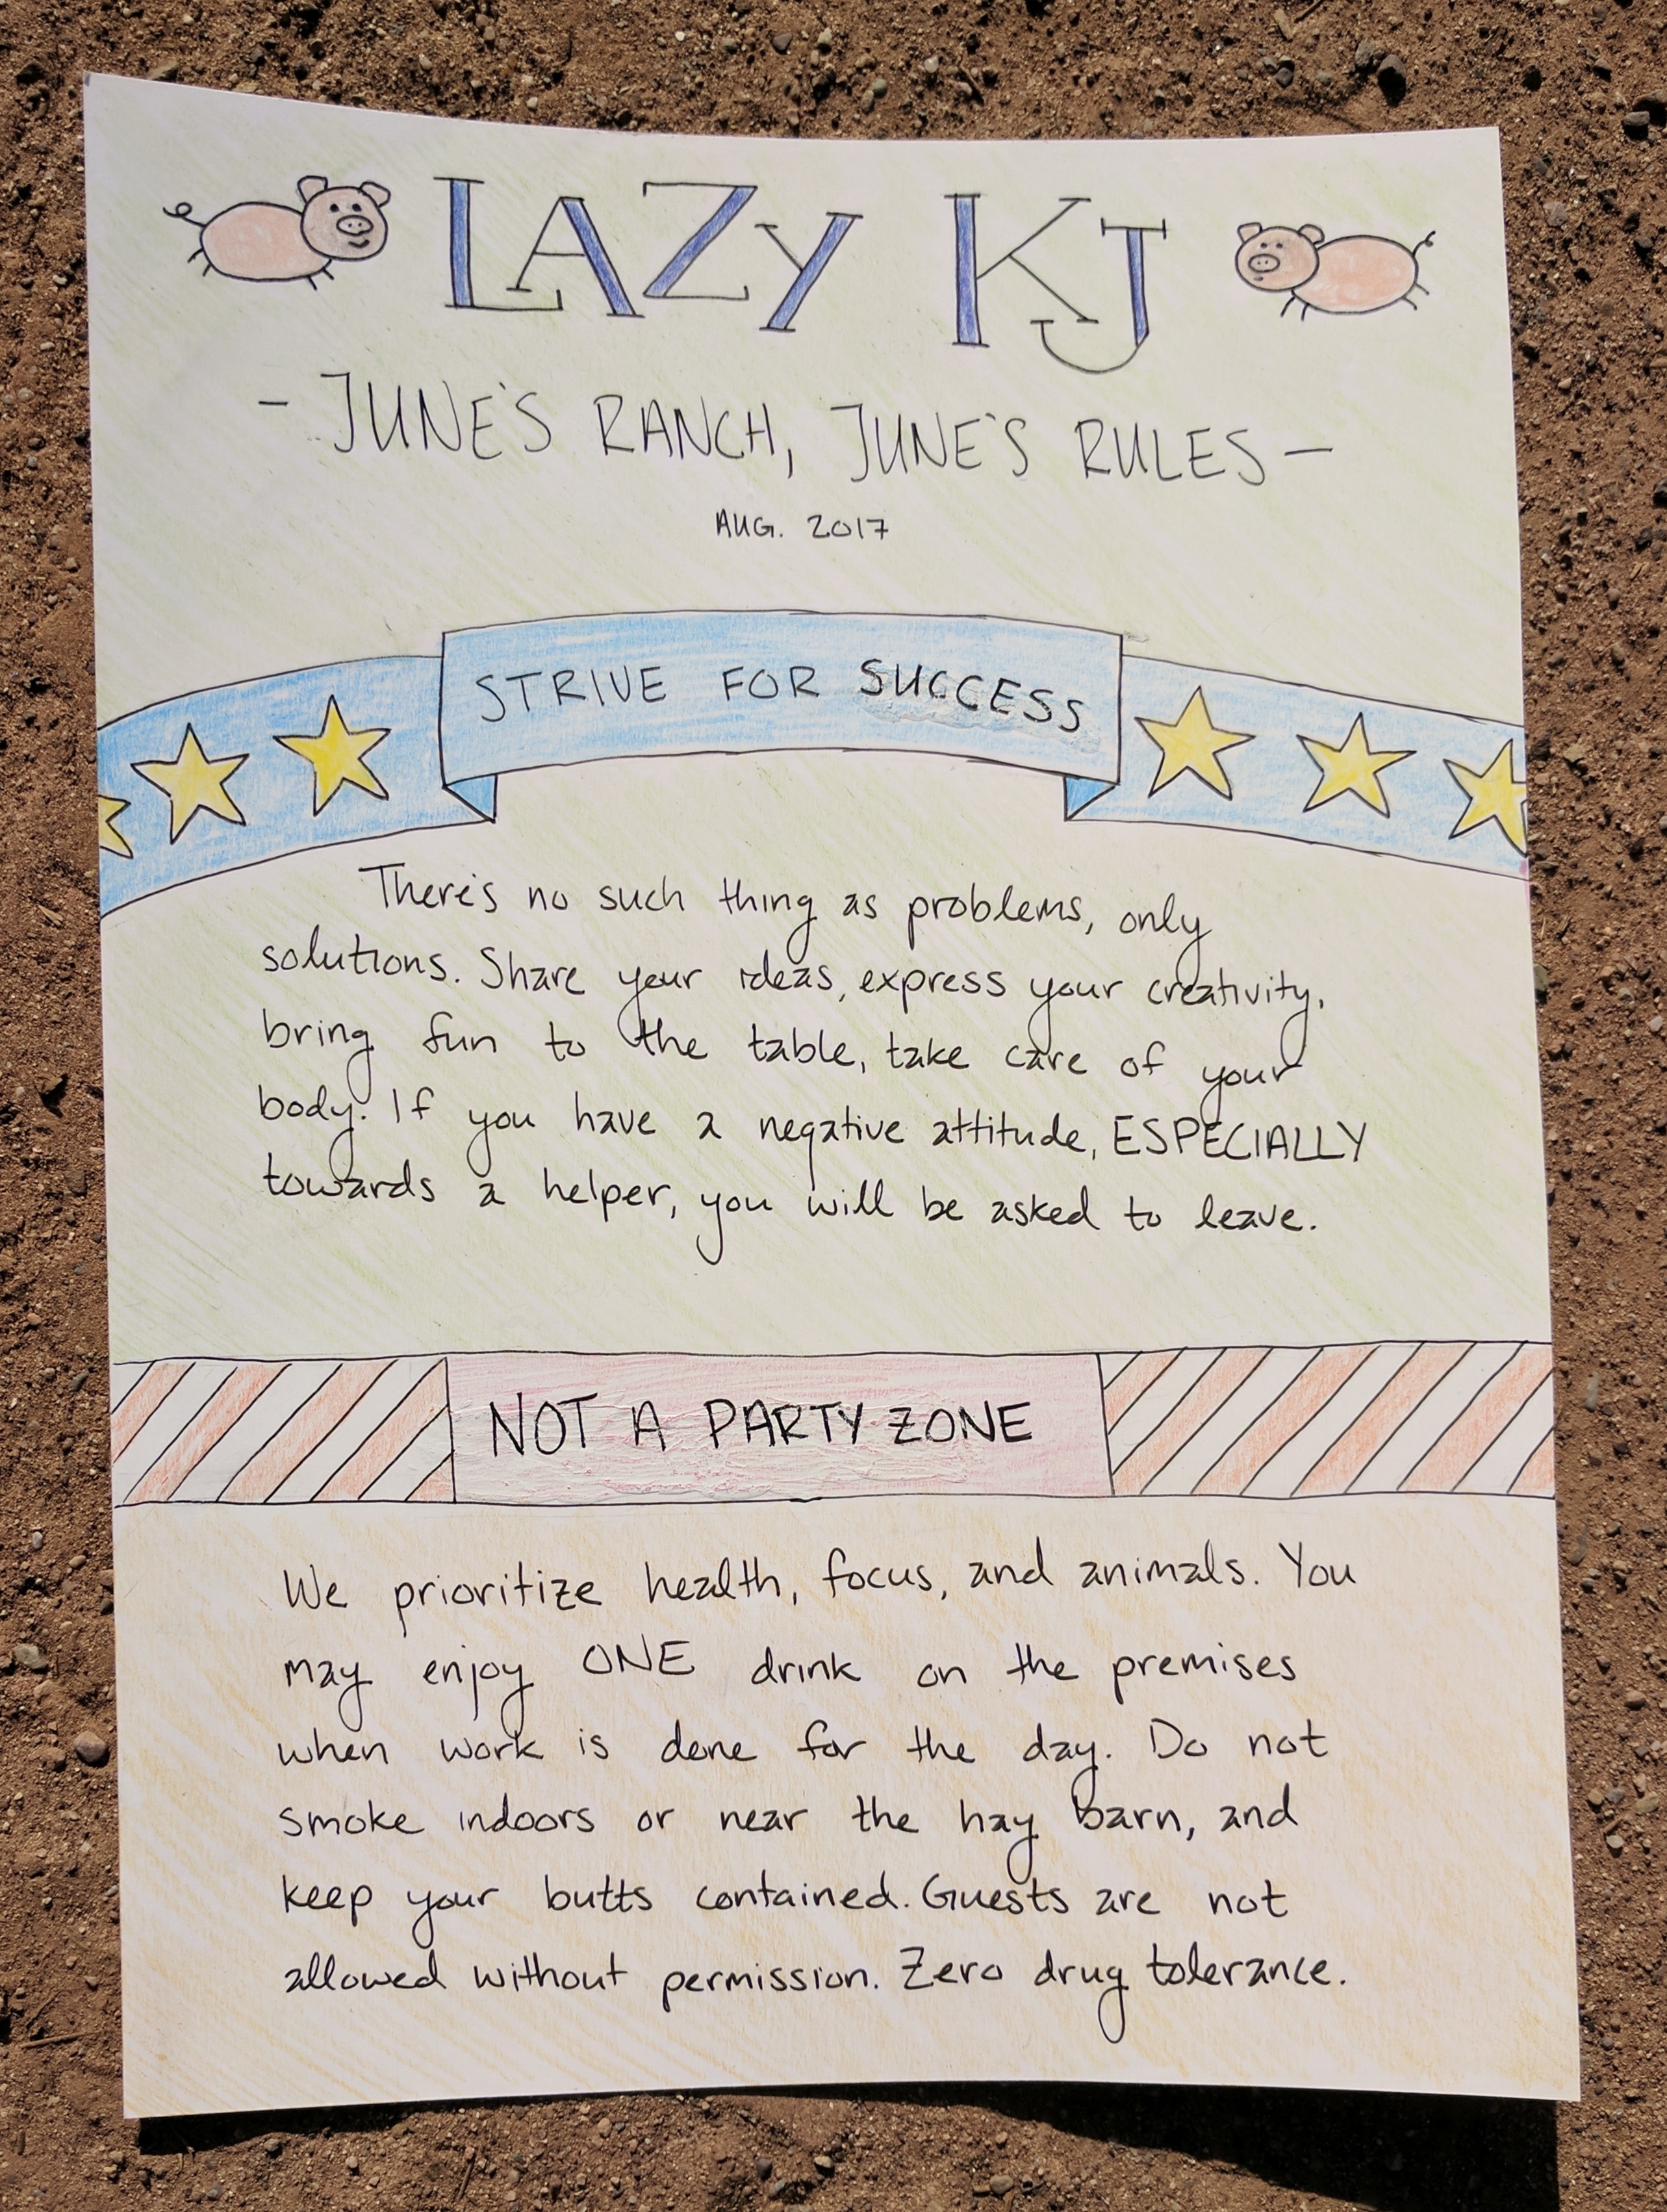 LAZY KJ
- JUNE'S RANCH, JUNE'S RULES -
AUG. 2017
STRIVE FOR SUCCESS
There's no such thing as problems, only
solutions. Share your ideas, express your creativity,
bring fun to the table, take care of your
body. If you have a negative attitude, ESPECIALLY
towards a helper, you will be asked to leave.
NOT A PARTY ZONE
We prioritize health, focus, and animals. You
may enjoy ONE drink on the premises
when work is done for the day. Do not
smoke indoors or near the hay barn, and
keep your butts contained. Guests are not
allowed without permission. Zero drug tolerance.